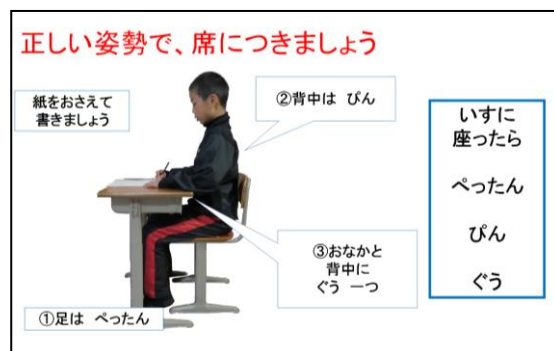 正しい姿勢で、席につきましょう
紙をおさえて
書きましょう
②背中は ぴん
③おなかと
背中に
ぐう 一つ
①足は ぺったん
いすに
座ったら
ぺったん
ぴん
ぐう